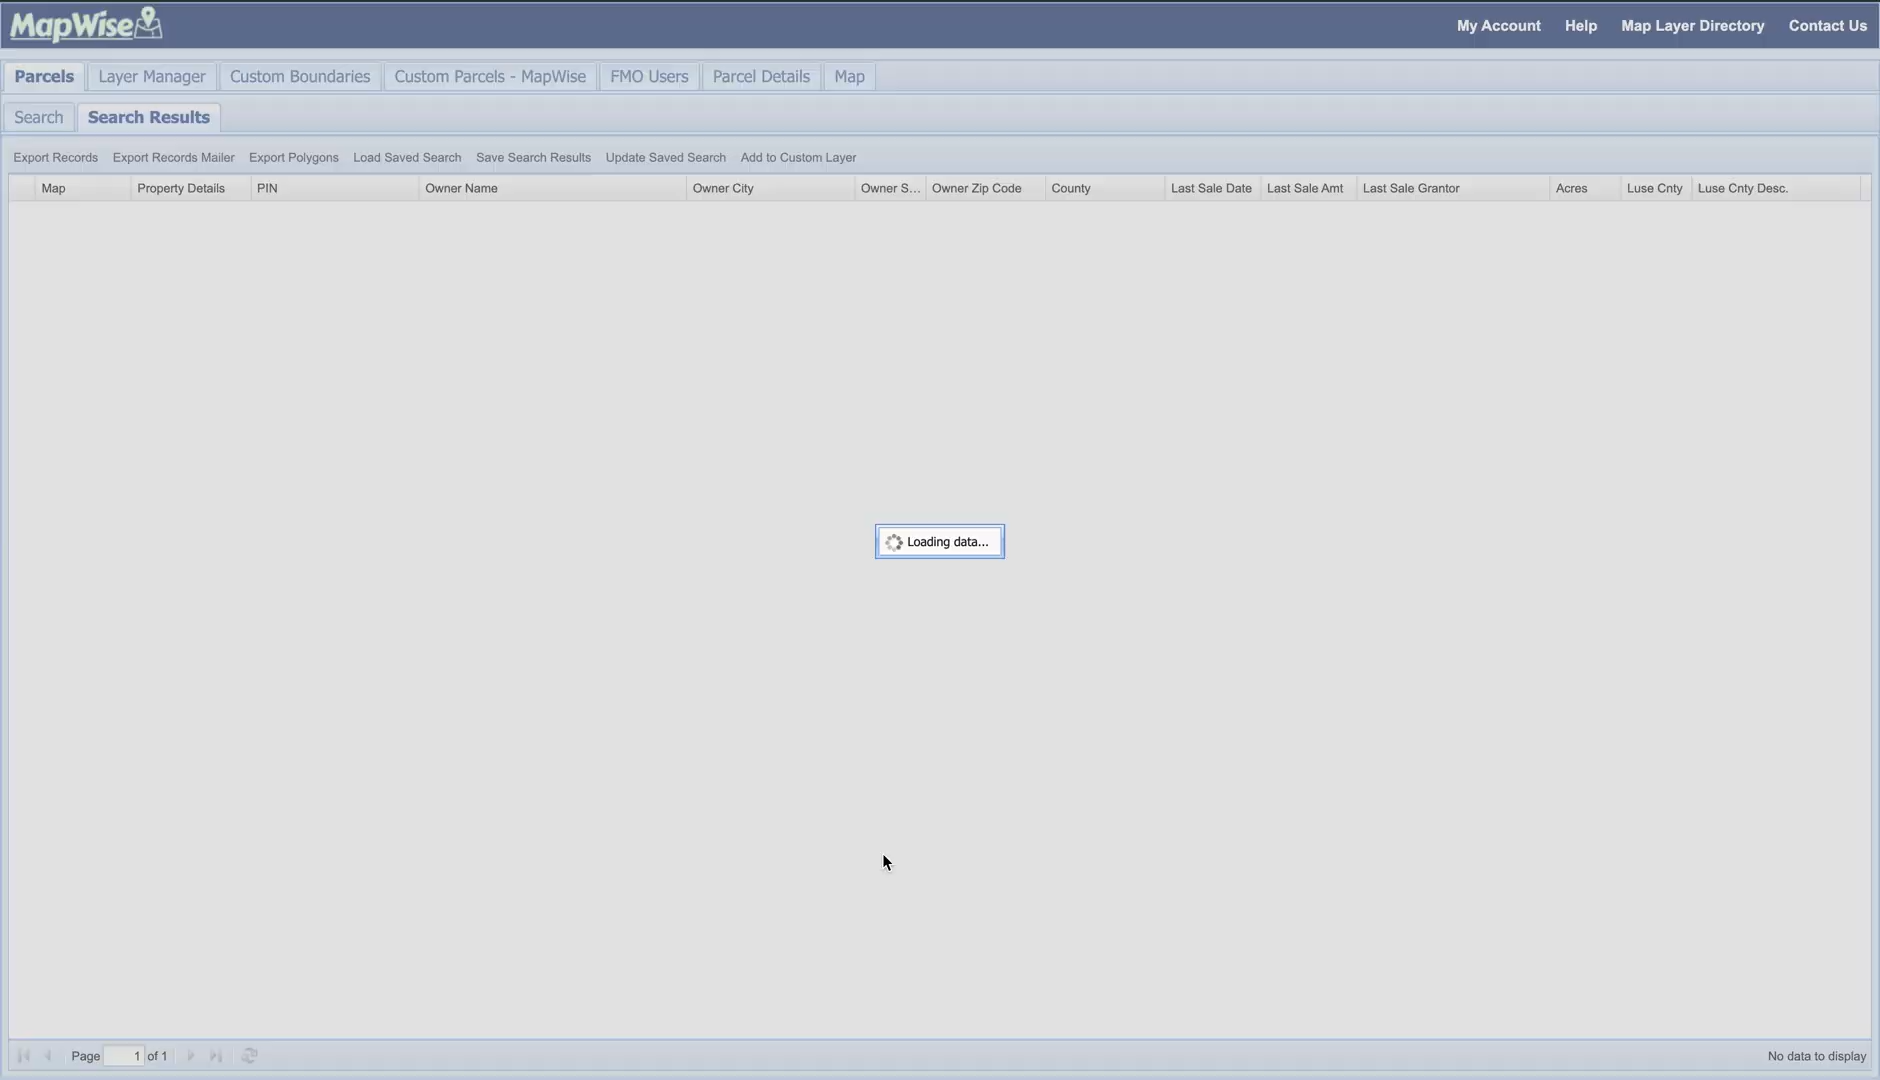 MapWise
My Account Help Map Layer Directory Contact Us
Parcels Layer Manager Custom Boundaries Custom Parcels - MapWise FMO Users Parcel Details Map
Search Search Results
Export Records Export Records Mailer Export Polygons Load Saved Search Save Search Results Update Saved Search Add to Custom Layer
Map Property Details PIN Owner Name Owner City Owner S... Owner Zip Code County Last Sale Date Last Sale Amt Last Sale Grantor Acres Luse Cnty Luse Cnty Desc.
Loading data...
Page 1 of 1 No data to display